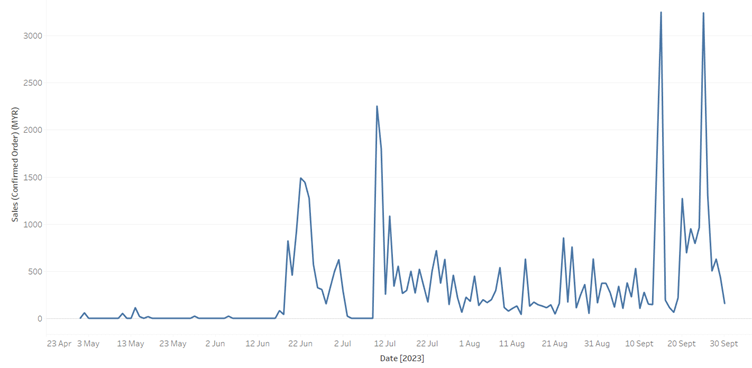 Sales (Confirmed Order) (MYR)
3000
2500
2000
1500
1000
500
0
23 Apr 3 May 13 May 23 May 2 Jun 12 Jun 22 Jun 2 Jul 12 Jul 22 Jul 1 Aug 11 Aug 21 Aug 31 Aug 10 Sept 20 Sept 30 Sept
Date [2023]